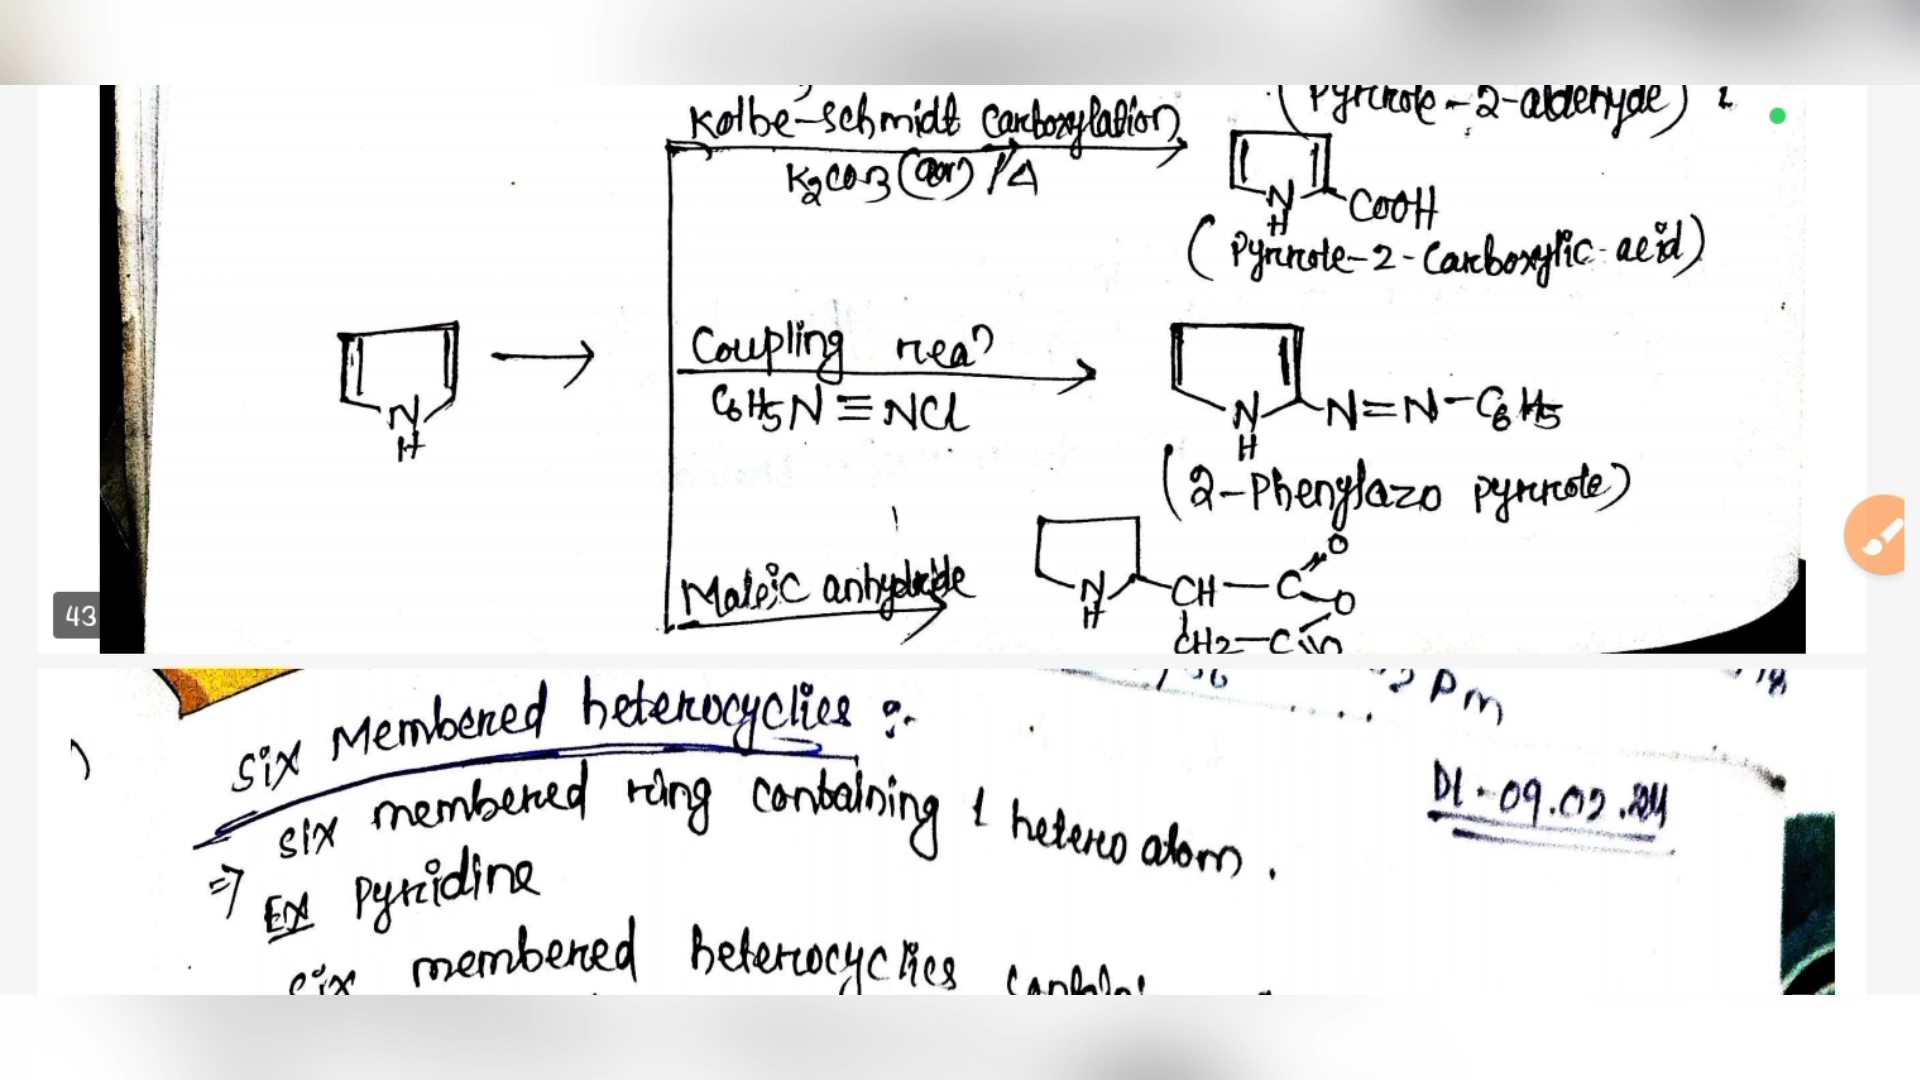 (Pyrrole-2-aldehyde)
Kolbe-Schmidt Carboxylation
K2CO3 (aq) / Δ
N
H
COOH
(Pyrrole-2-Carboxylic acid)
Coupling rea?
C6H5N≡NCl
N
H
N
H
N=N-C6H5
(2-Phenylazo pyrrole)
Maleic anhydride
N
H
CH-C
O
O
CH2-C
43
Pm
Six Membered heterocyclies :-
Dt-09.02.
six membered ring containing 1 hetero atom.
⇒ Ex Pyridine
six membered heterocyclies